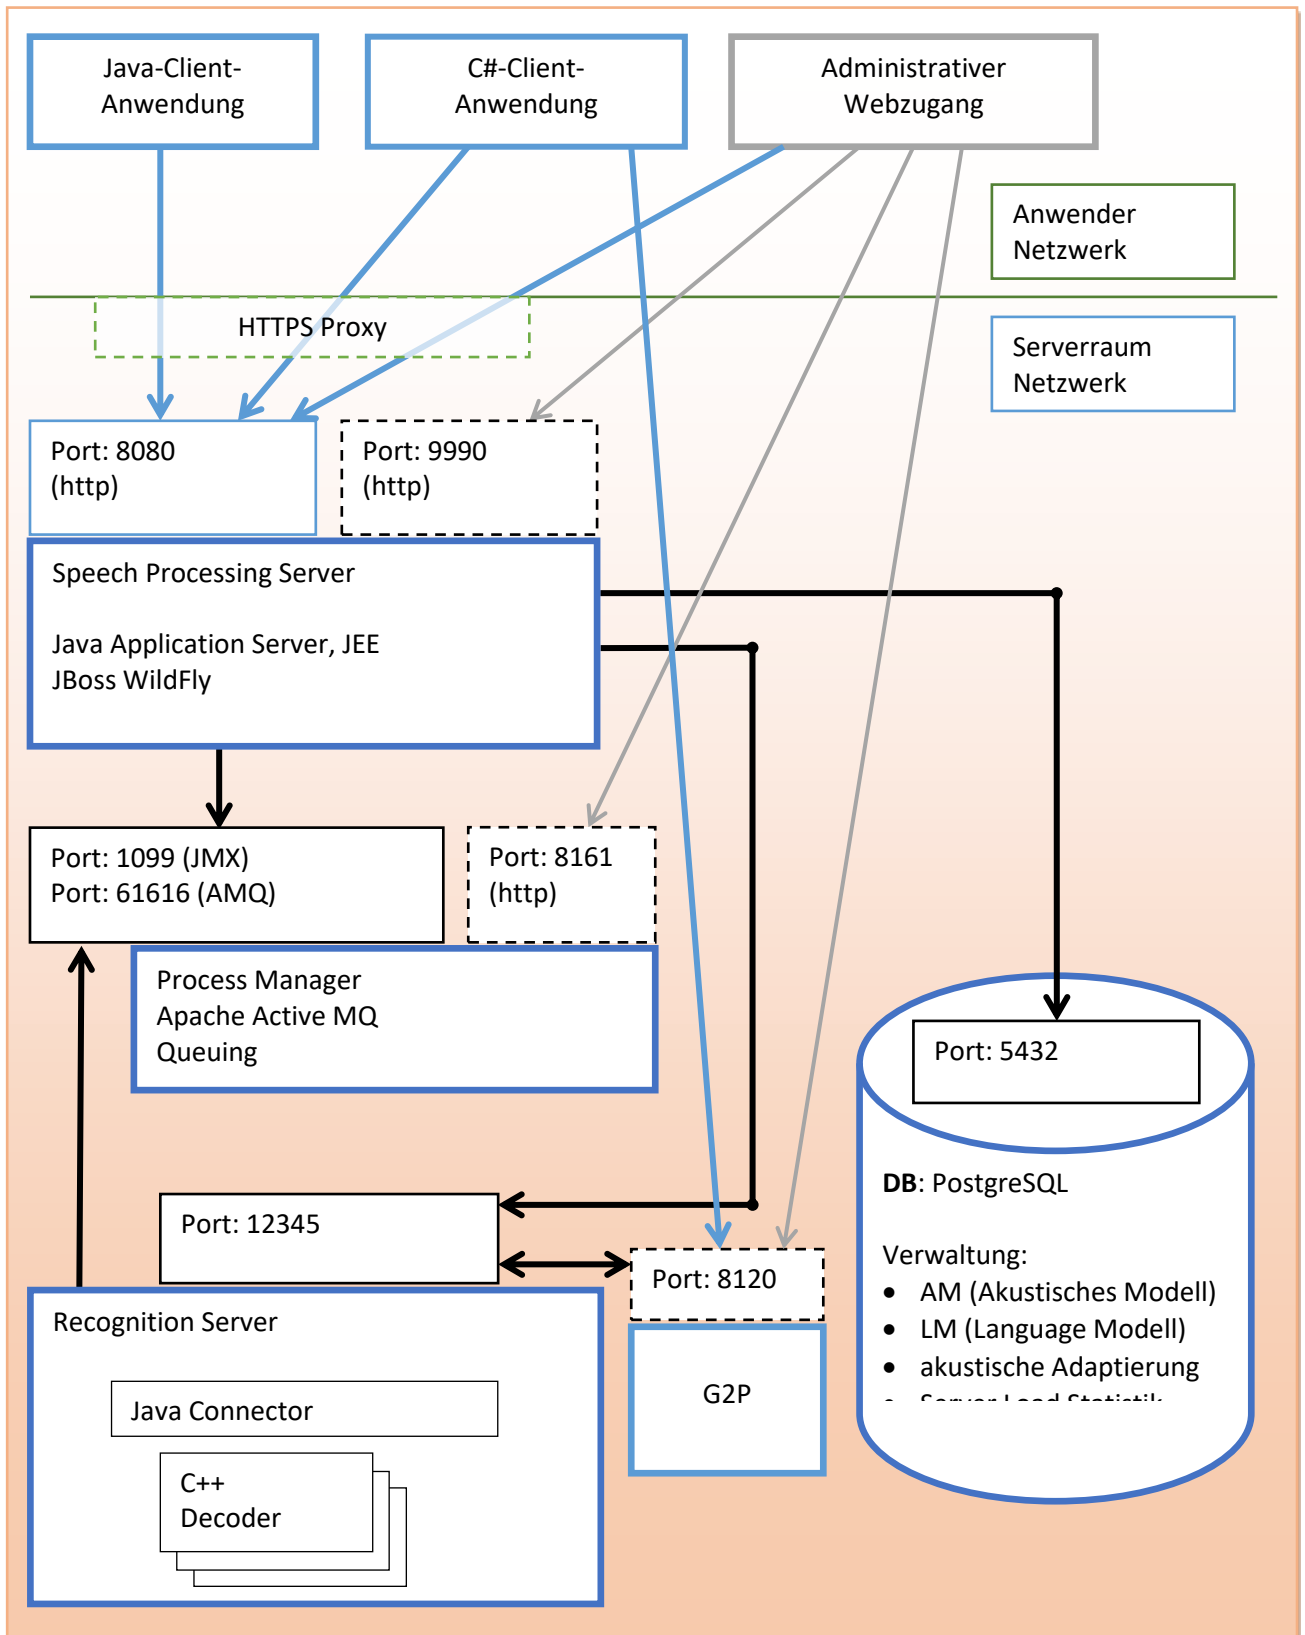 Java-Client-
Anwendung
C#-Client-
Anwendung
Administrativer
Webzugang
Anwender
Netzwerk
HTTPS Proxy
Serverraum
Netzwerk
Port: 8080
(http)
Port: 9990
(http)
Speech Processing Server
Java Application Server, JEE
JBoss WildFly
Port: 1099 (JMX)
Port: 61616 (AMQ)
Port: 8161
(http)
Process Manager
Apache Active MQ
Queuing
Port: 5432
DB: PostgreSQL
Verwaltung:
• AM (Akustisches Modell)
• LM (Language Modell)
• akustische Adaptierung
• Server Load Statistik
Port: 12345
Port: 8120
Recognition Server
Java Connector
C++
Decoder
G2P